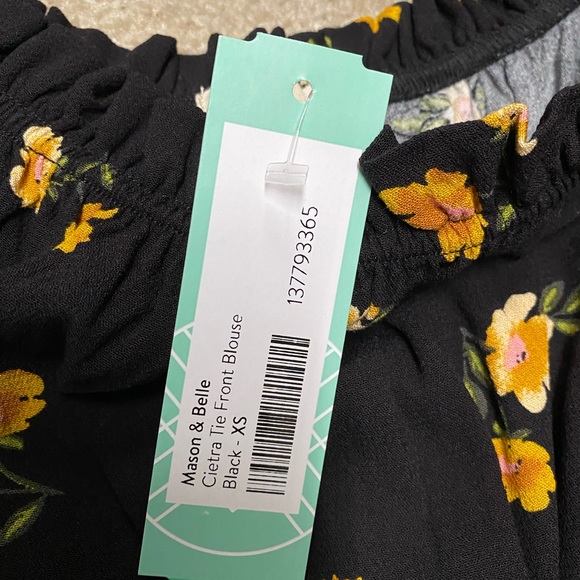 Mason & Belle
Cietra Tie Front Blouse
Black - XS
137793365